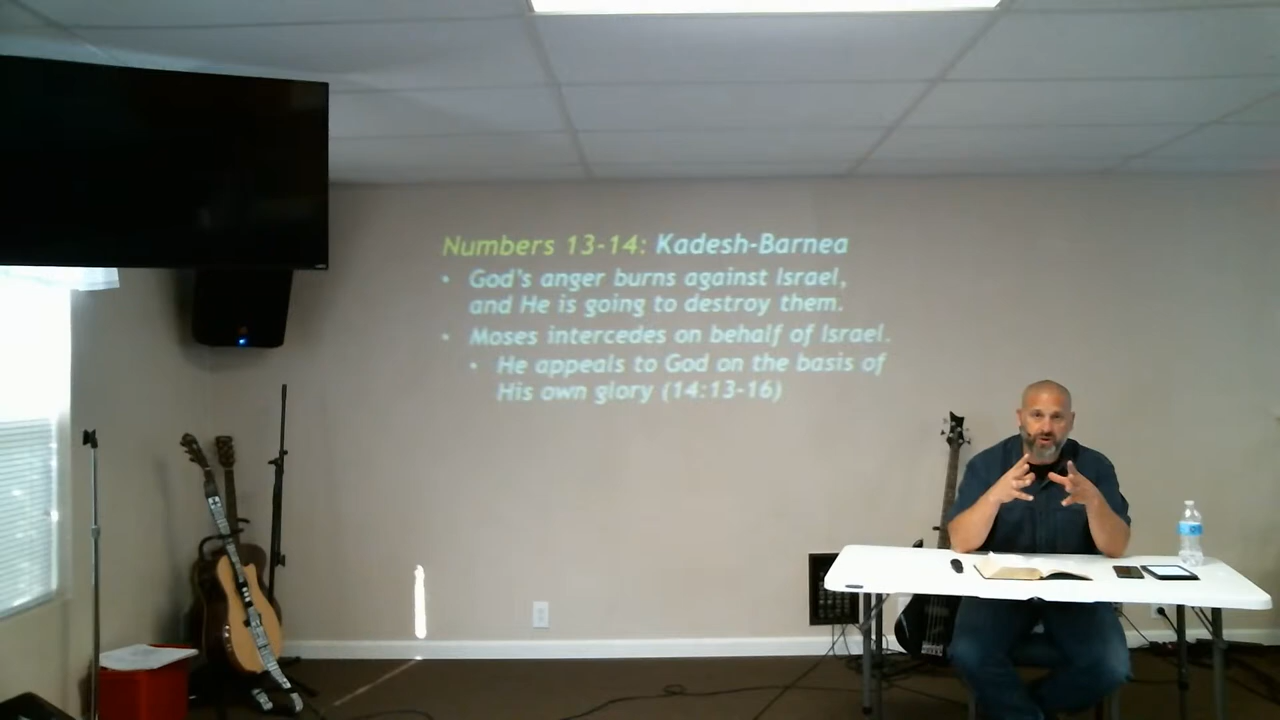 Numbers 13-14: Kadesh-Barnea
• God's anger burns against Israel,
and He is going to destroy them.
• Moses intercedes on behalf of Israel.
• He appeals to God on the basis of
His own glory (14:13-16)